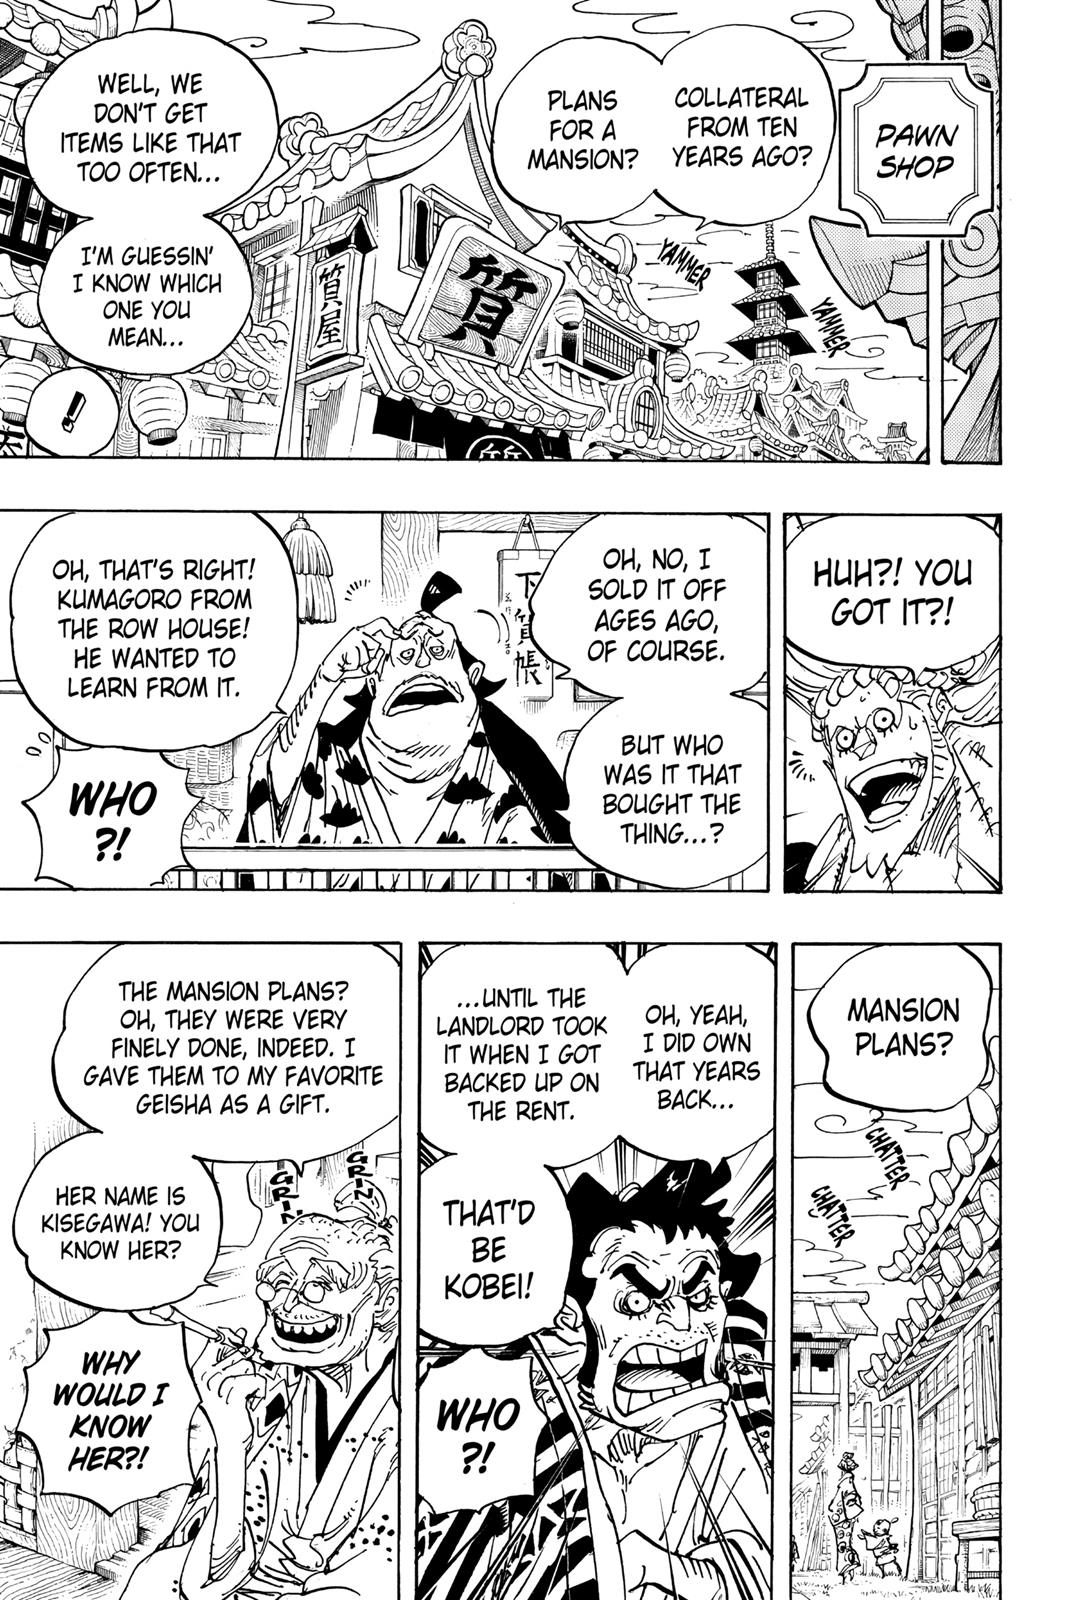 PAWN
SHOP
COLLATERAL
FROM TEN
YEARS AGO?
PLANS
FOR A
MANSION?
YAMMER
YAMMER
質
質屋
質
WELL, WE
DON'T GET
ITEMS LIKE THAT
TOO OFTEN...
I'M GUESSIN'
I KNOW WHICH
ONE YOU
MEAN...
!
HUH?! YOU
GOT IT?!
OH, NO, I
SOLD IT OFF
AGES AGO,
OF COURSE.
BUT WHO
WAS IT THAT
BOUGHT THE
THING...?
下質帳
OH, THAT'S RIGHT!
KUMAGORO FROM
THE ROW HOUSE!
HE WANTED TO
LEARN FROM IT.
WHO
?!
MANSION
PLANS?
CHATTER
CHATTER
OH, YEAH,
I DID OWN
THAT YEARS
BACK...
...UNTIL THE
LANDLORD TOOK
IT WHEN I GOT
BACKED UP ON
THE RENT.
THAT'D
BE
KOBEI!
WHO
?!
THE MANSION PLANS?
OH, THEY WERE VERY
FINELY DONE, INDEED. I
GAVE THEM TO MY FAVORITE
GEISHA AS A GIFT.
GRIN
GRIN
HER NAME IS
KISEGAWA! YOU
KNOW HER?
WHY
WOULD I
KNOW
HER?!